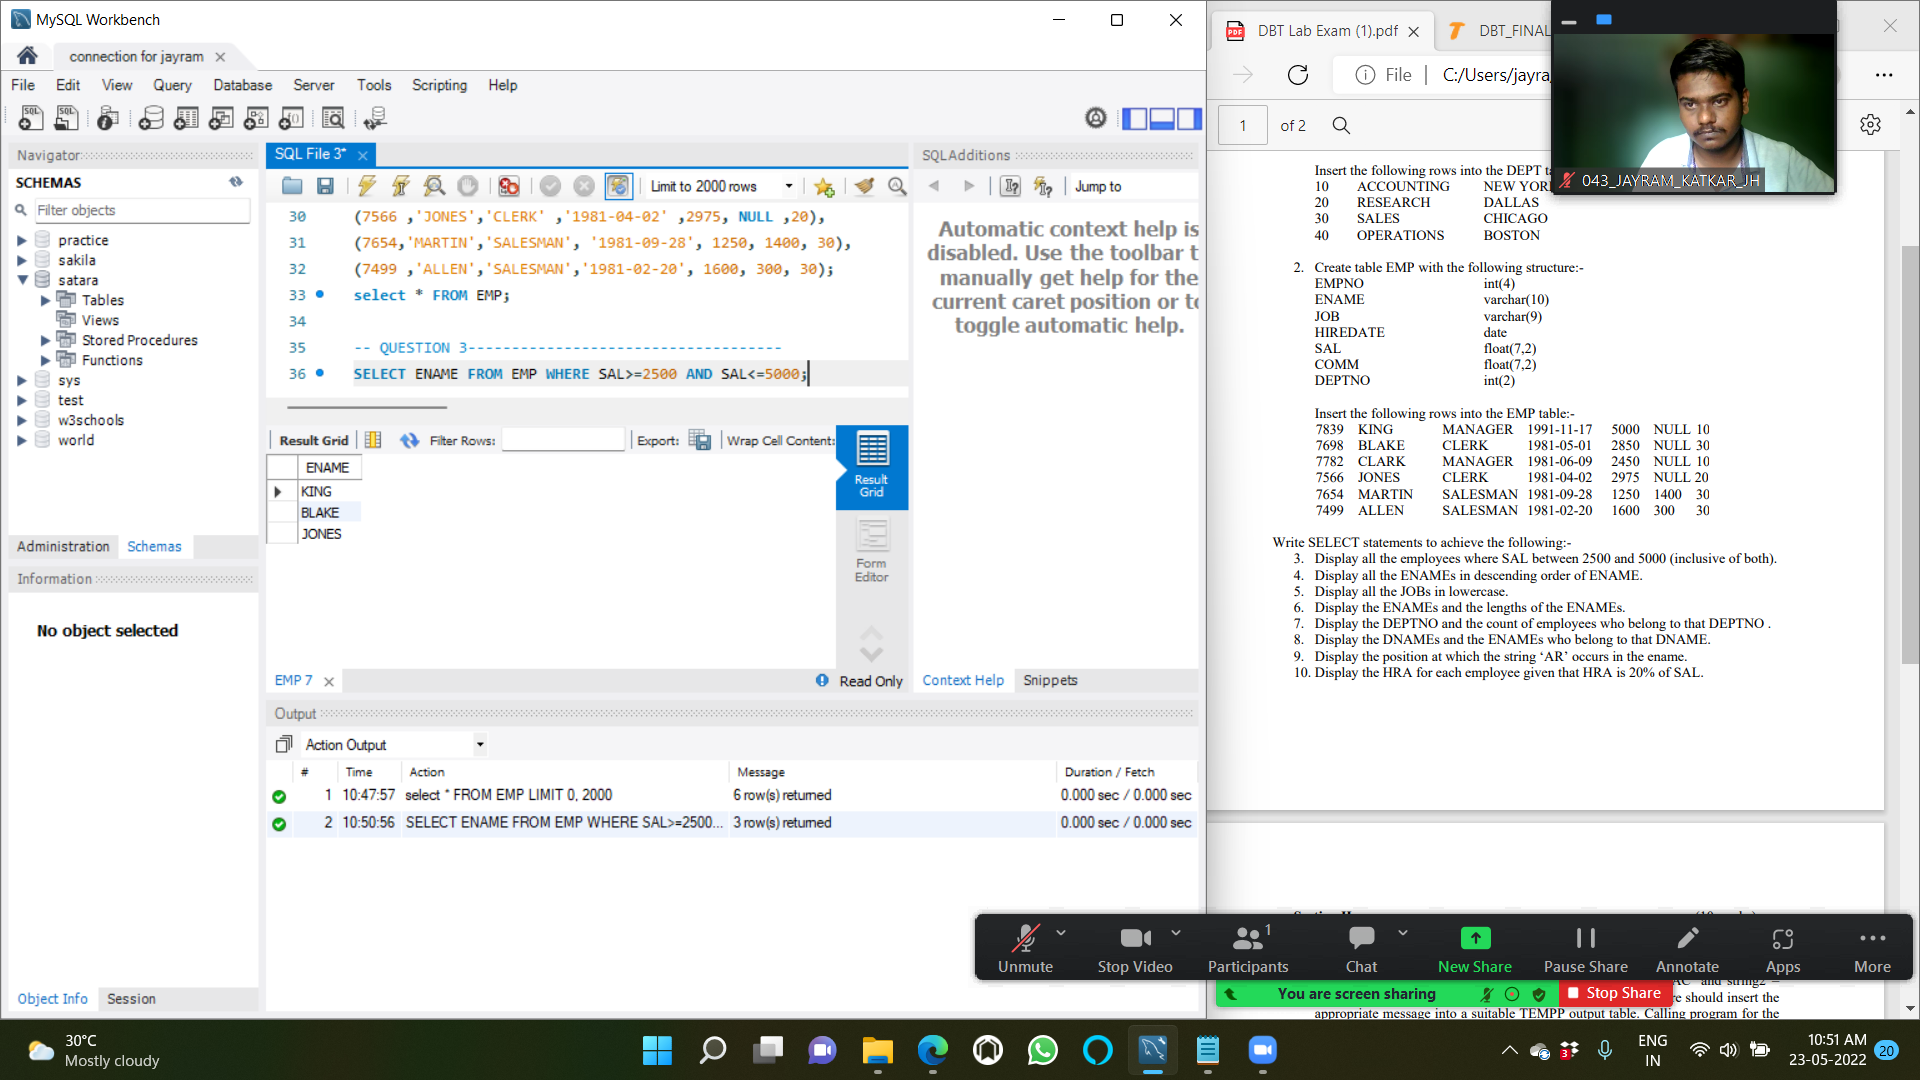 MySQL Workbench
connection for jayram
File Edit View Query Database Server Tools Scripting Help
Navigator
SCHEMAS
Filter objects
practice
sakila
satara
Tables
Views
Stored Procedures
Functions
sys
test
w3schools
world
Administration Schemas
Information
No object selected
Object Info Session
SQL File 3*
Limit to 2000 rows
30 (7566 ,'JONES','CLERK' ,'1981-04-02' ,2975, NULL ,20),
31 (7654,'MARTIN','SALESMAN', '1981-09-28', 1250, 1400, 30),
32 (7499 ,'ALLEN','SALESMAN','1981-02-20', 1600, 300, 30);
33 select * FROM EMP;
34
35 -- QUESTION 3------------------------------------
36 SELECT ENAME FROM EMP WHERE SAL>=2500 AND SAL<=5000;
Result Grid Filter Rows: Export: Wrap Cell Content:
ENAME
KING
BLAKE
JONES
Result
Grid
Form
Editor
EMP 7 Read Only
SQLAdditions
Jump to
Automatic context help is
disabled. Use the toolbar t
manually get help for the
current caret position or to
toggle automatic help.
Context Help Snippets
Output
Action Output
# Time Action Message Duration / Fetch
1 10:47:57 select * FROM EMP LIMIT 0, 2000 6 row(s) returned 0.000 sec / 0.000 sec
2 10:50:56 SELECT ENAME FROM EMP WHERE SAL>=2500... 3 row(s) returned 0.000 sec / 0.000 sec
PDF DBT Lab Exam (1).pdf DBT_FINAL
File C:/Users/jayra
1 of 2
043_JAYRAM_KATKAR_JH
Insert the following rows into the DEPT ta
10 ACCOUNTING NEW YOR
20 RESEARCH DALLAS
30 SALES CHICAGO
40 OPERATIONS BOSTON
2. Create table EMP with the following structure:-
EMPNO int(4)
ENAME varchar(10)
JOB varchar(9)
HIREDATE date
SAL float(7,2)
COMM float(7,2)
DEPTNO int(2)
Insert the following rows into the EMP table:-
7839 KING MANAGER 1991-11-17 5000 NULL 10
7698 BLAKE CLERK 1981-05-01 2850 NULL 30
7782 CLARK MANAGER 1981-06-09 2450 NULL 10
7566 JONES CLERK 1981-04-02 2975 NULL 20
7654 MARTIN SALESMAN 1981-09-28 1250 1400 30
7499 ALLEN SALESMAN 1981-02-20 1600 300 30
Write SELECT statements to achieve the following:-
3. Display all the employees where SAL between 2500 and 5000 (inclusive of both).
4. Display all the ENAMEs in descending order of ENAME.
5. Display all the JOBs in lowercase.
6. Display the ENAMEs and the lengths of the ENAMEs.
7. Display the DEPTNO and the count of employees who belong to that DEPTNO .
8. Display the DNAMEs and the ENAMEs who belong to that DNAME.
9. Display the position at which the string ‘AR’ occurs in the ename.
10. Display the HRA for each employee given that HRA is 20% of SAL.
Unmute Stop Video Participants 1 Chat New Share Pause Share Annotate Apps More
You are screen sharing Stop Share
re should insert the
appropriate message into a suitable TEMPP output table. Calling program for the
30°C
Mostly cloudy
ENG
IN
10:51 AM
23-05-2022
20